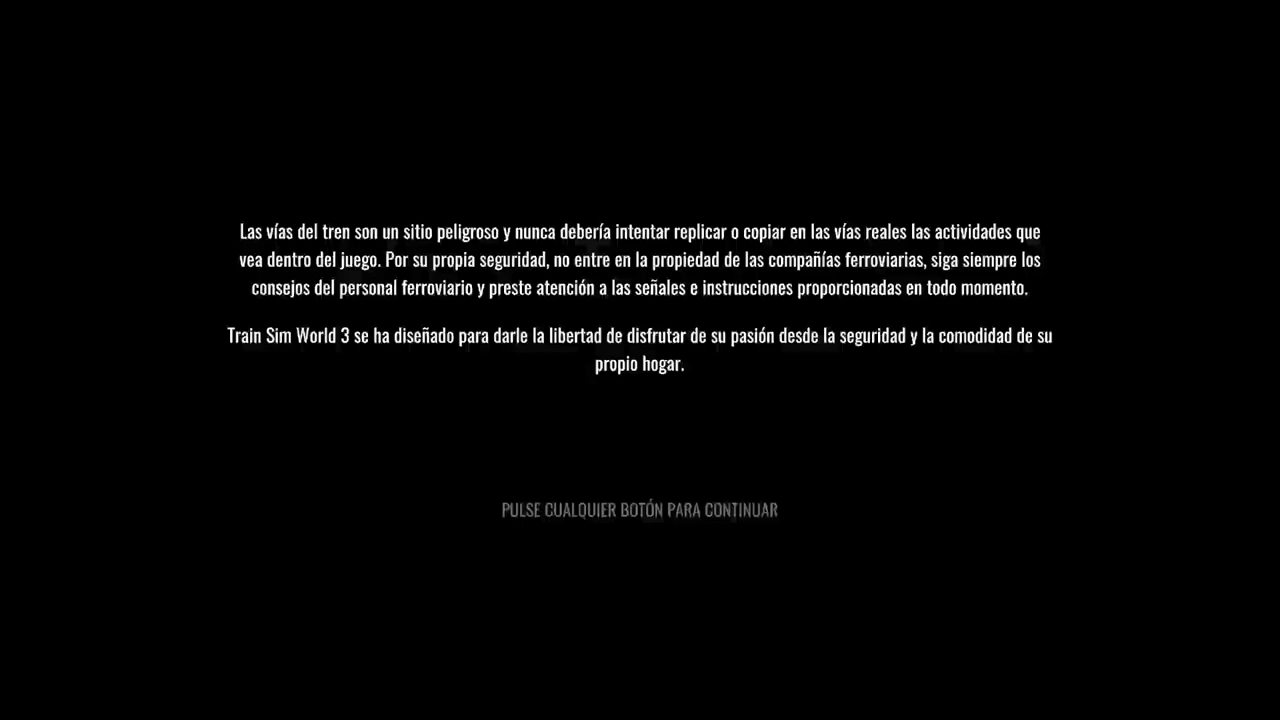 Las vías del tren son un sitio peligroso y nunca debería intentar replicar o copiar en las vías reales las actividades que
vea dentro del juego. Por su propia seguridad, no entre en la propiedad de las compañías ferroviarias, siga siempre los
consejos del personal ferroviario y preste atención a las señales e instrucciones proporcionadas en todo momento.
Train Sim World 3 se ha diseñado para darle la libertad de disfrutar de su pasión desde la seguridad y la comodidad de su
propio hogar.
PULSE CUALQUIER BOTÓN PARA CONTINUAR